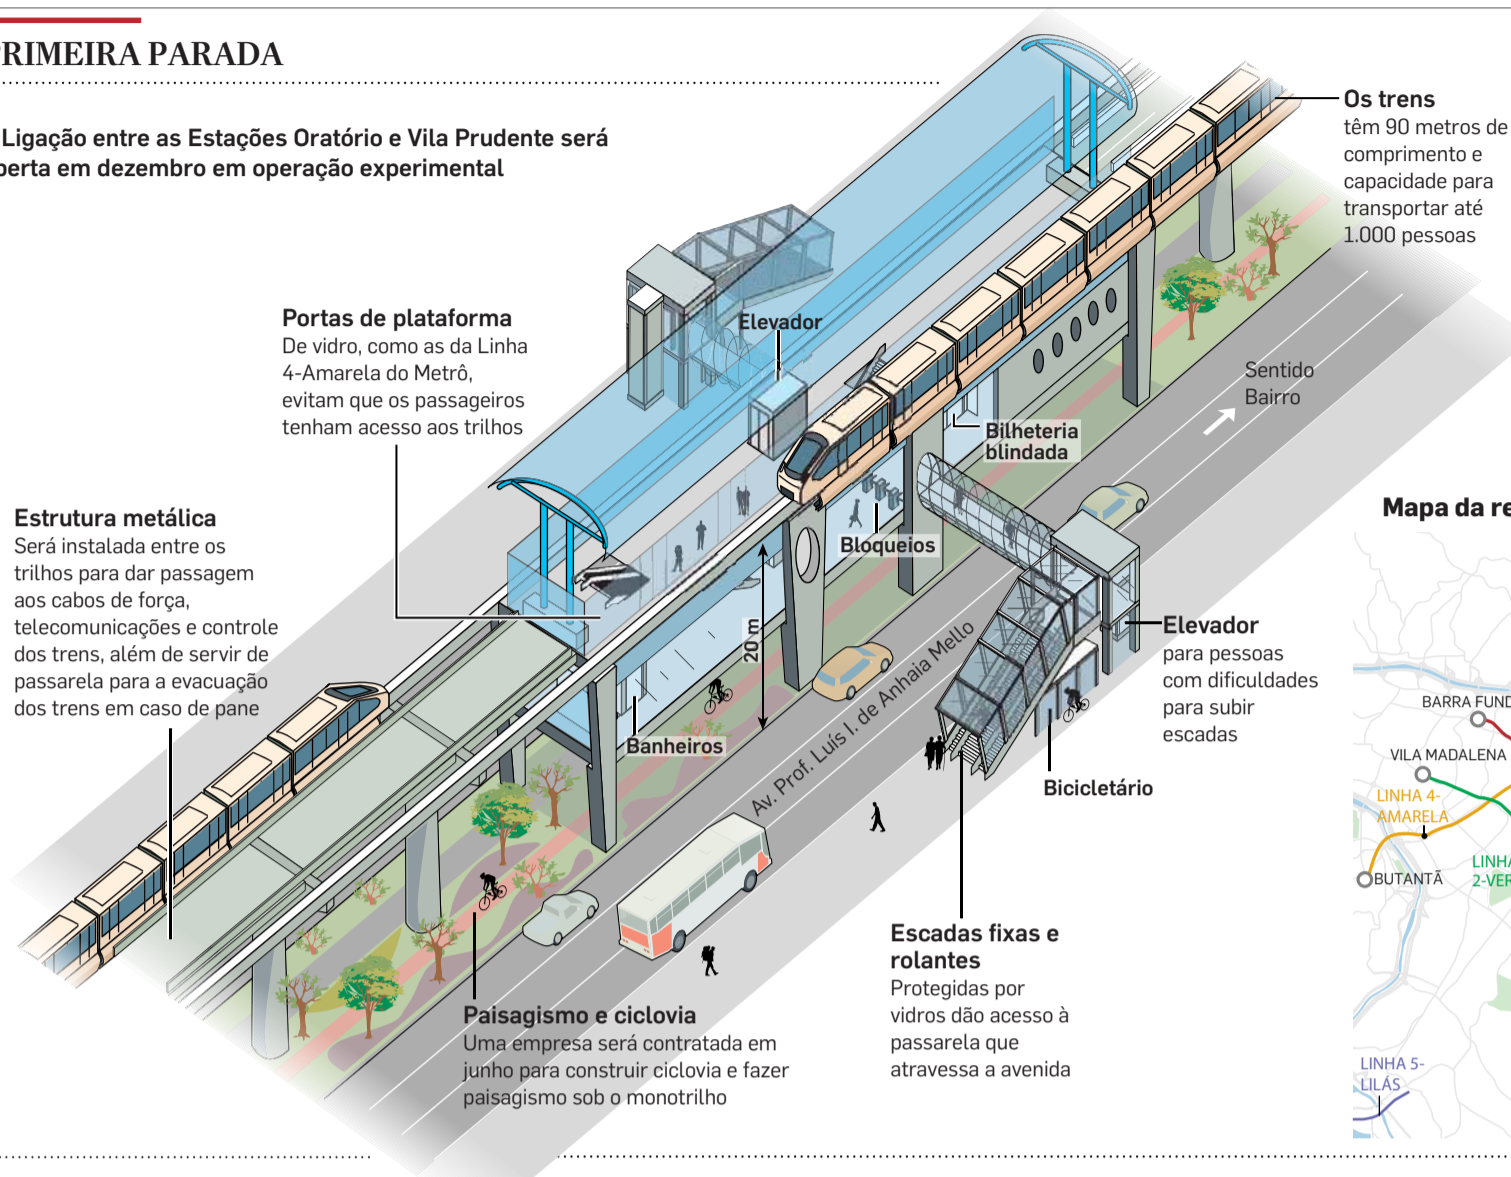 PRIMEIRA PARADA
Ligação entre as Estações Oratório e Vila Prudente será
berta em dezembro em operação experimental
Os trens
têm 90 metros de
comprimento e
capacidade para
transportar até
1.000 pessoas
Portas de plataforma
De vidro, como as da Linha
4-Amarela do Metrô,
evitam que os passageiros
tenham acesso aos trilhos
Elevador
Sentido
Bairro
Bilheteria
blindada
Bloqueios
Estrutura metálica
Será instalada entre os
trilhos para dar passagem
aos cabos de força,
telecomunicações e controle
dos trens, além de servir de
passarela para a evacuação
dos trens em caso de pane
20 m
Banheiros
Av. Prof. Luís I. de Anhaia Mello
Elevador
para pessoas
com dificuldades
para subir
escadas
Bicicletário
Escadas fixas e
rolantes
Protegidas por
vidros dão acesso à
passarela que
atravessa a avenida
Paisagismo e ciclovia
Uma empresa será contratada em
junho para construir ciclovia e fazer
paisagismo sob o monotrilho
Mapa da re
BARRA FUND
VILA MADALENA
LINHA 4-
AMARELA
LINHA
2-VER
BUTANTÃ
LINHA 5-
LILÁS